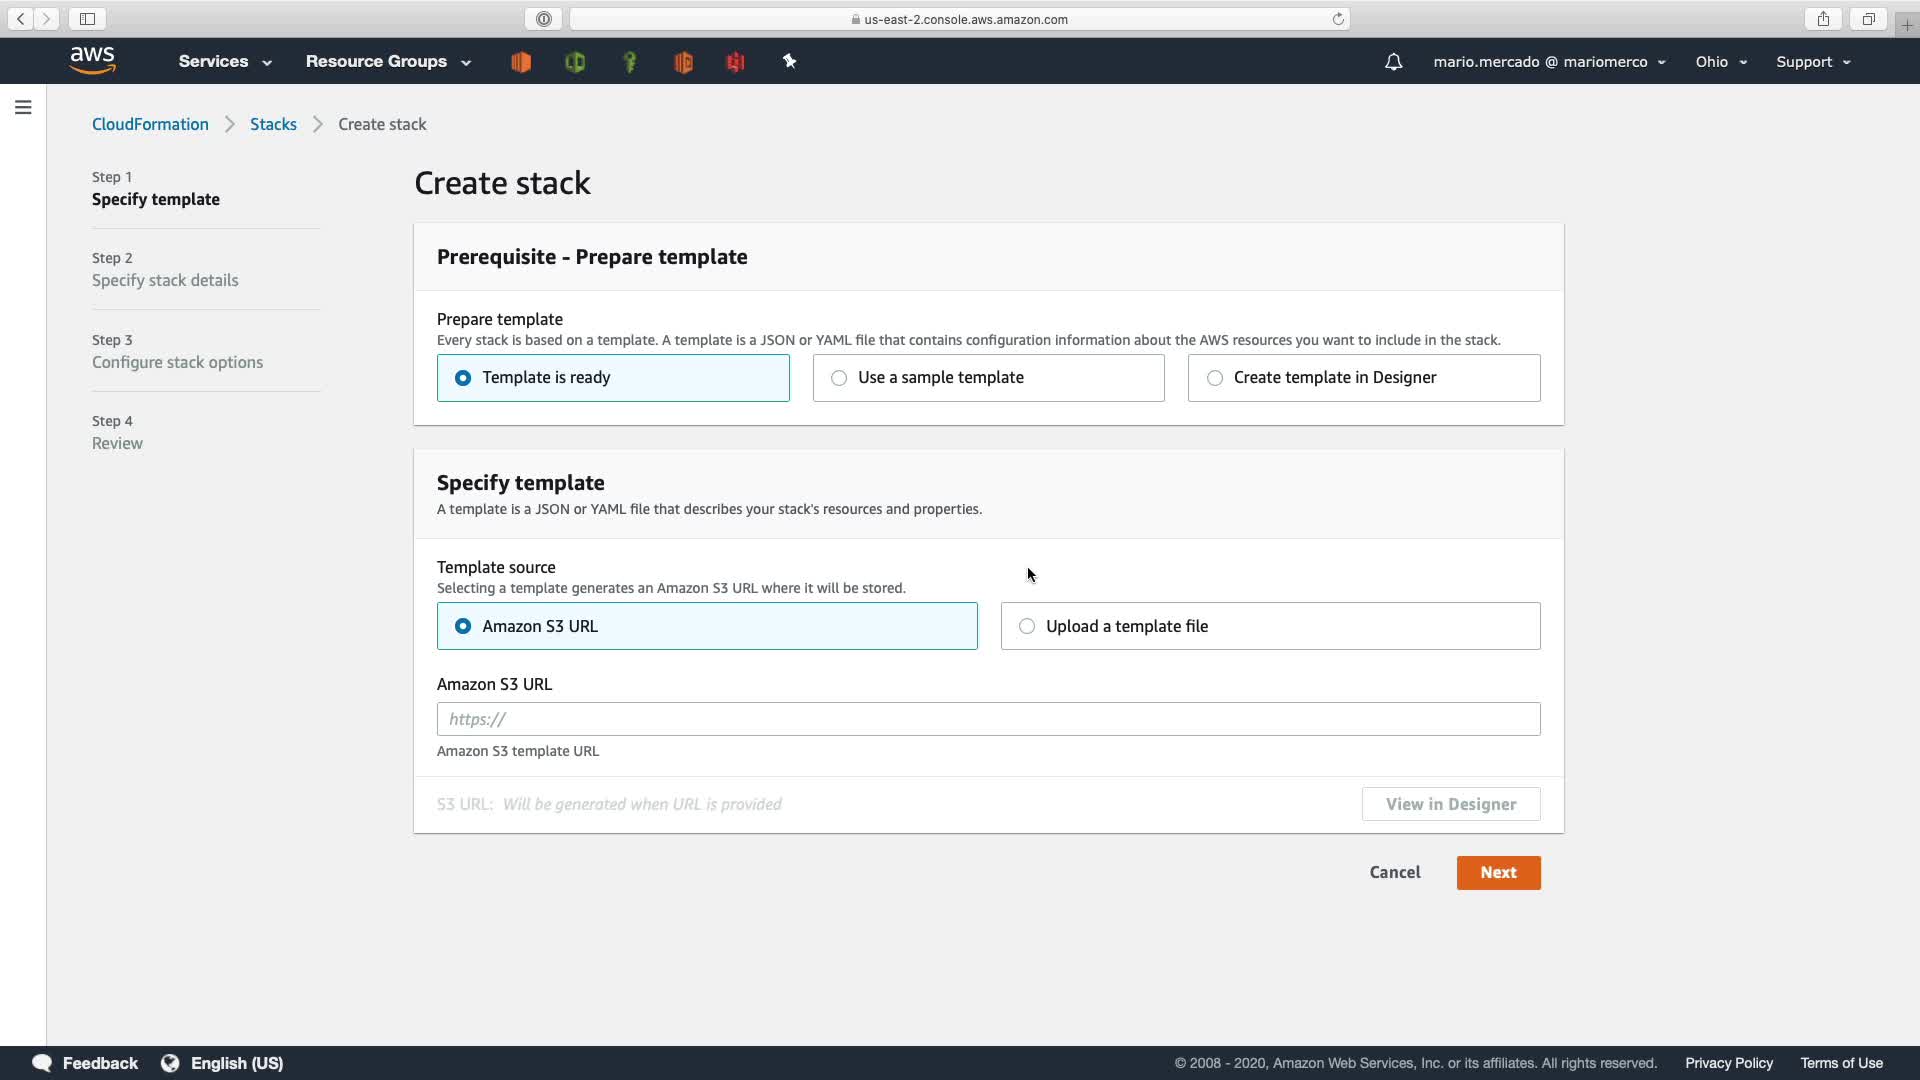 us-east-2.console.aws.amazon.com
aws
Services
Resource Groups
mario.mercado @ mariomerco
Ohio
Support
CloudFormation
Stacks
Create stack
Step 1
Specify template
Step 2
Specify stack details
Step 3
Configure stack options
Step 4
Review
Create stack
Prerequisite - Prepare template
Prepare template
Every stack is based on a template. A template is a JSON or YAML file that contains configuration information about the AWS resources you want to include in the stack.
Template is ready
Use a sample template
Create template in Designer
Specify template
A template is a JSON or YAML file that describes your stack's resources and properties.
Template source
Selecting a template generates an Amazon S3 URL where it will be stored.
Amazon S3 URL
Upload a template file
Amazon S3 URL
https://
Amazon S3 template URL
S3 URL: Will be generated when URL is provided
View in Designer
Cancel
Next
Feedback
English (US)
© 2008 - 2020, Amazon Web Services, Inc. or its affiliates. All rights reserved.
Privacy Policy
Terms of Use